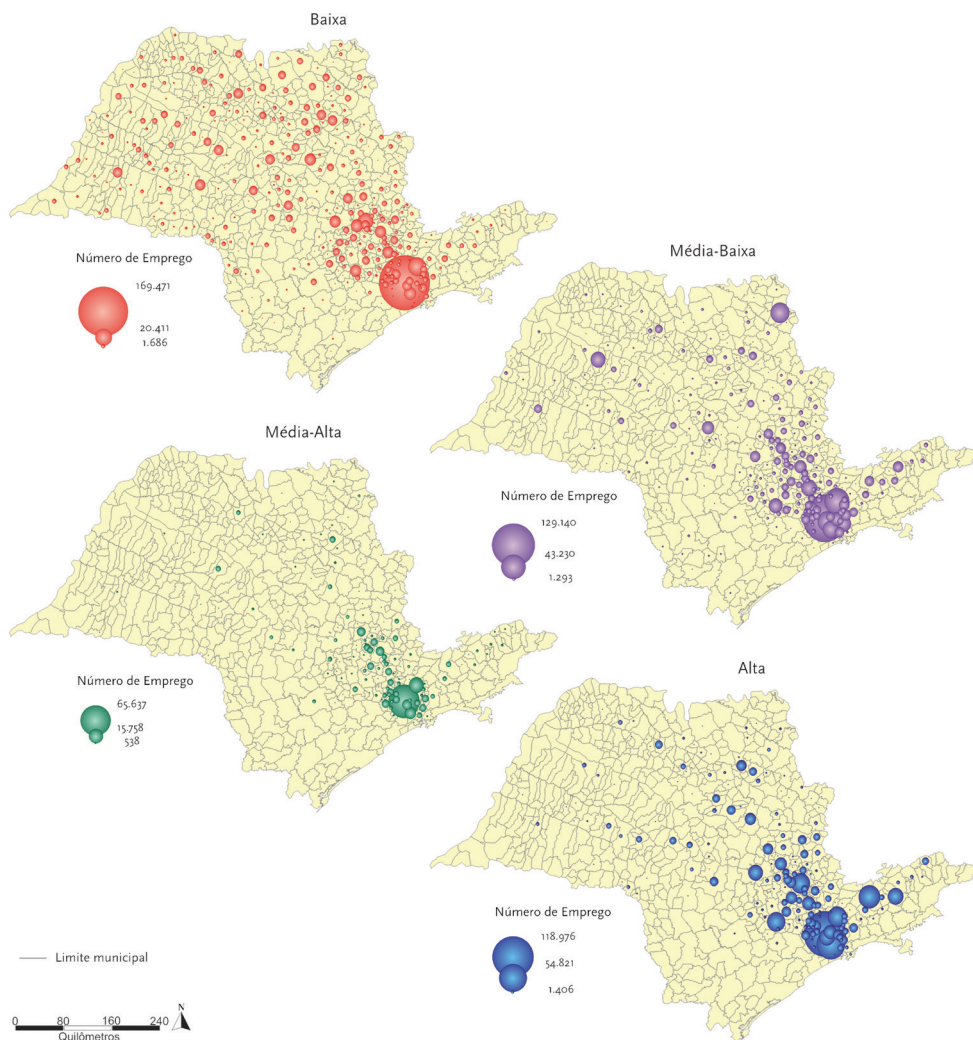 Baixa
Número de Emprego
169.471
20.411
1.686
Média-Baixa
Número de Emprego
129.140
43.230
1.293
Média-Alta
Número de Emprego
65.637
15.758
538
Alta
Número de Emprego
118.976
54.821
1.406
Limite municipal
N
0 80 160 240
Quilômetros